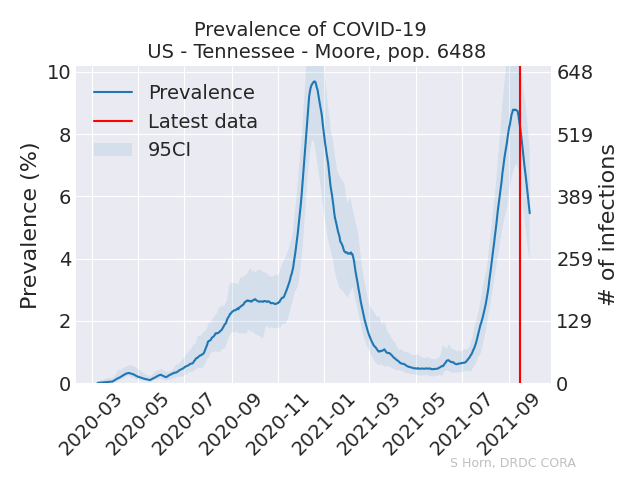 Prevalence of COVID-19
US - Tennessee - Moore, pop. 6488
Prevalence (%)
10
8
6
4
2
0
Prevalence
Latest data
95CI
648
519
389
259
129
0
# of infections
2020-03
2020-05
2020-07
2020-09
2020-11
2021-01
2021-03
2021-05
2021-07
2021-09
S Horn, DRDC CORA